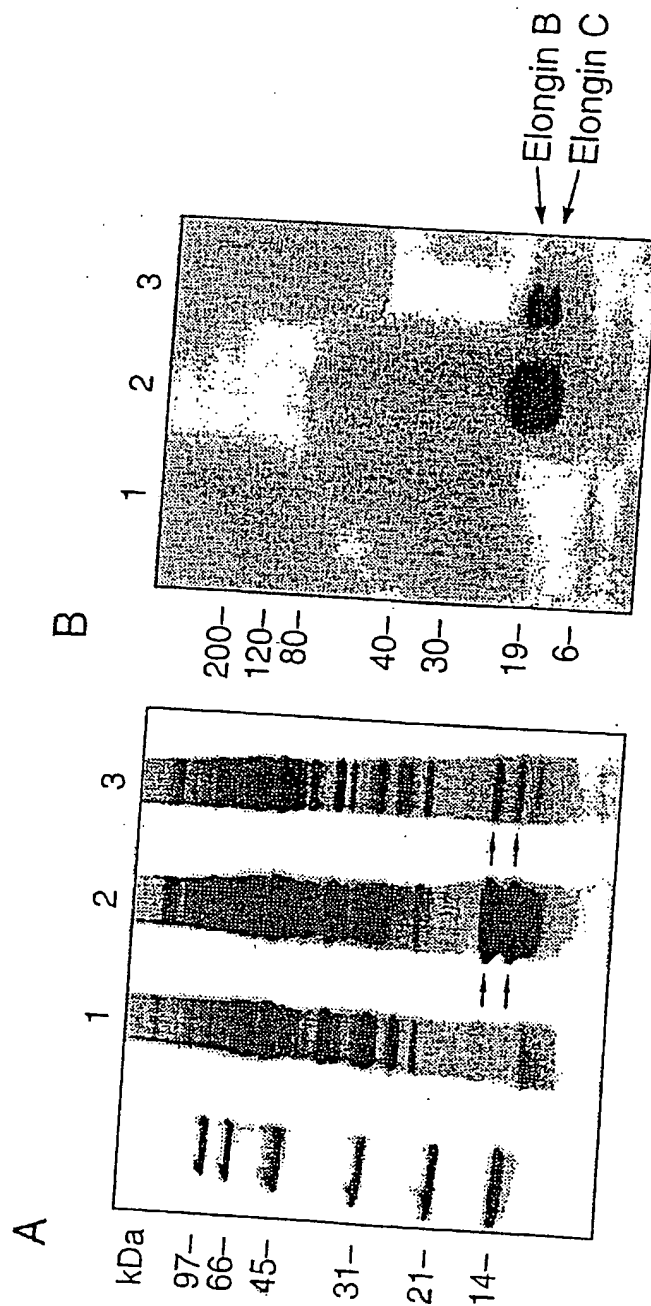 A
1 2 3
kDa
97–
66–
45–
31–
21–
14–
B
1 2 3
200–
120–
80–
40–
30–
19–
6–
Elongin B
Elongin C